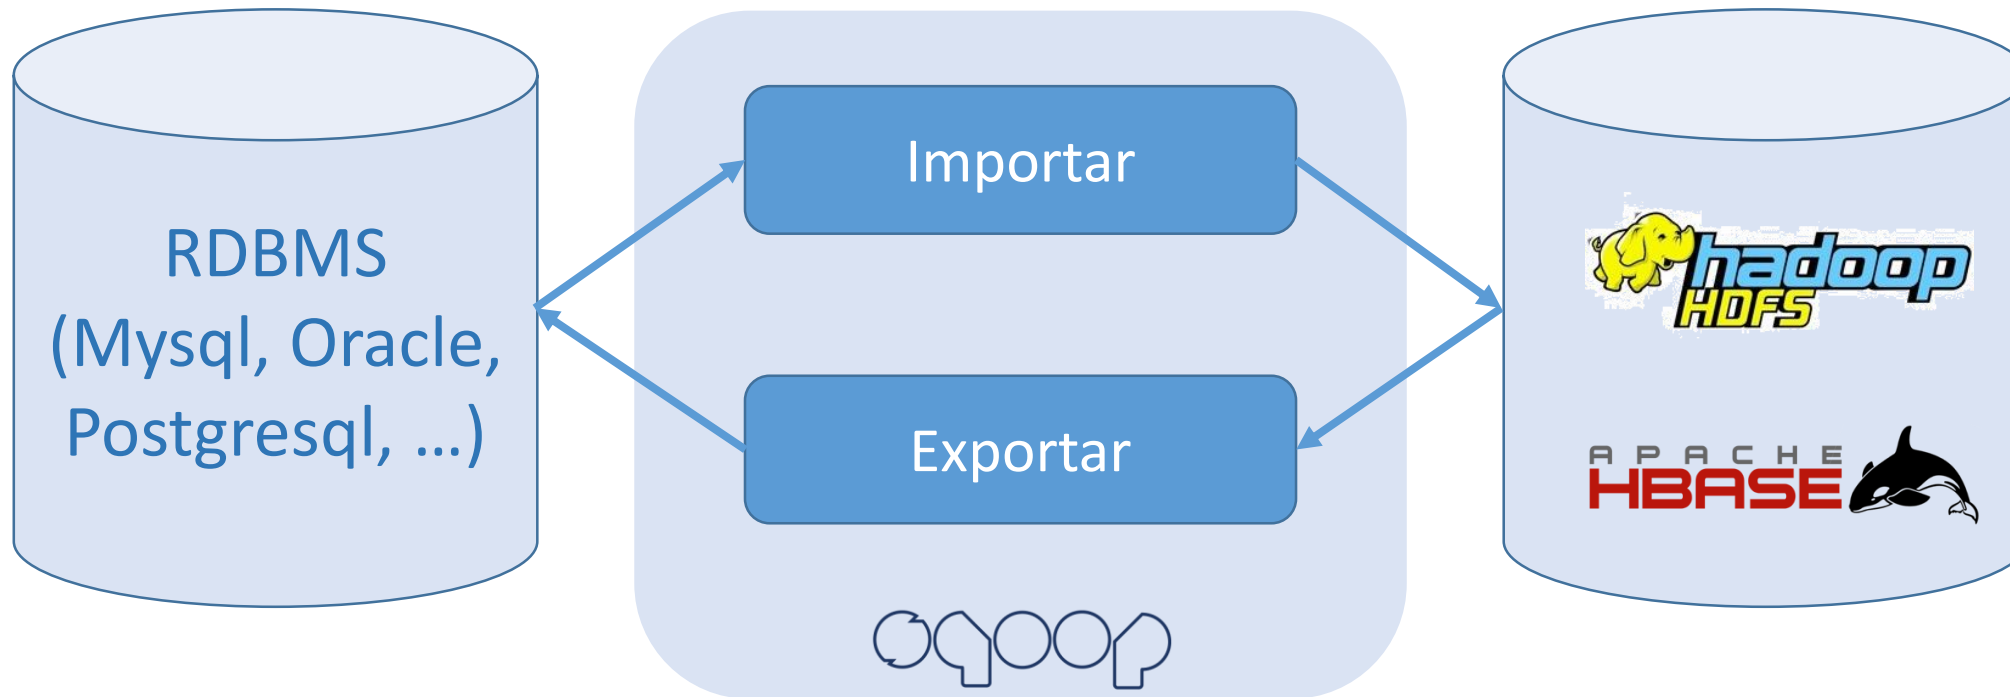 RDBMS
(Mysql, Oracle,
Postgresql, ...)
Importar
Exportar
sqoop
hadoop
HDFS
APACHE
HBASE